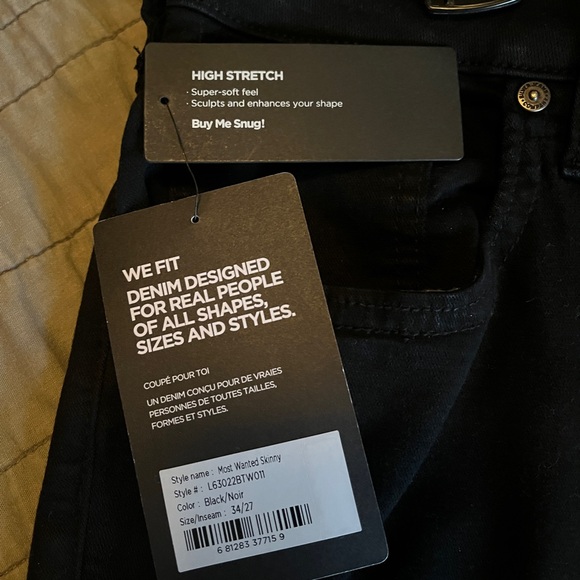 HIGH STRETCH
· Super-soft feel
· Sculpts and enhances your shape
Buy Me Snug!
WE FIT
DENIM DESIGNED
FOR REAL PEOPLE
OF ALL SHAPES,
SIZES AND STYLES.
COUPÉ POUR TOI
UN DENIM CONÇU POUR DE VRAIES
PERSONNES DE TOUTES TAILLES,
FORMES ET STYLES.
Style name : Most Wanted Skinny
Style # : L63022BTW011
Color : Black/Noir
Size/Inseam : 34/27
6 81283 37715 9